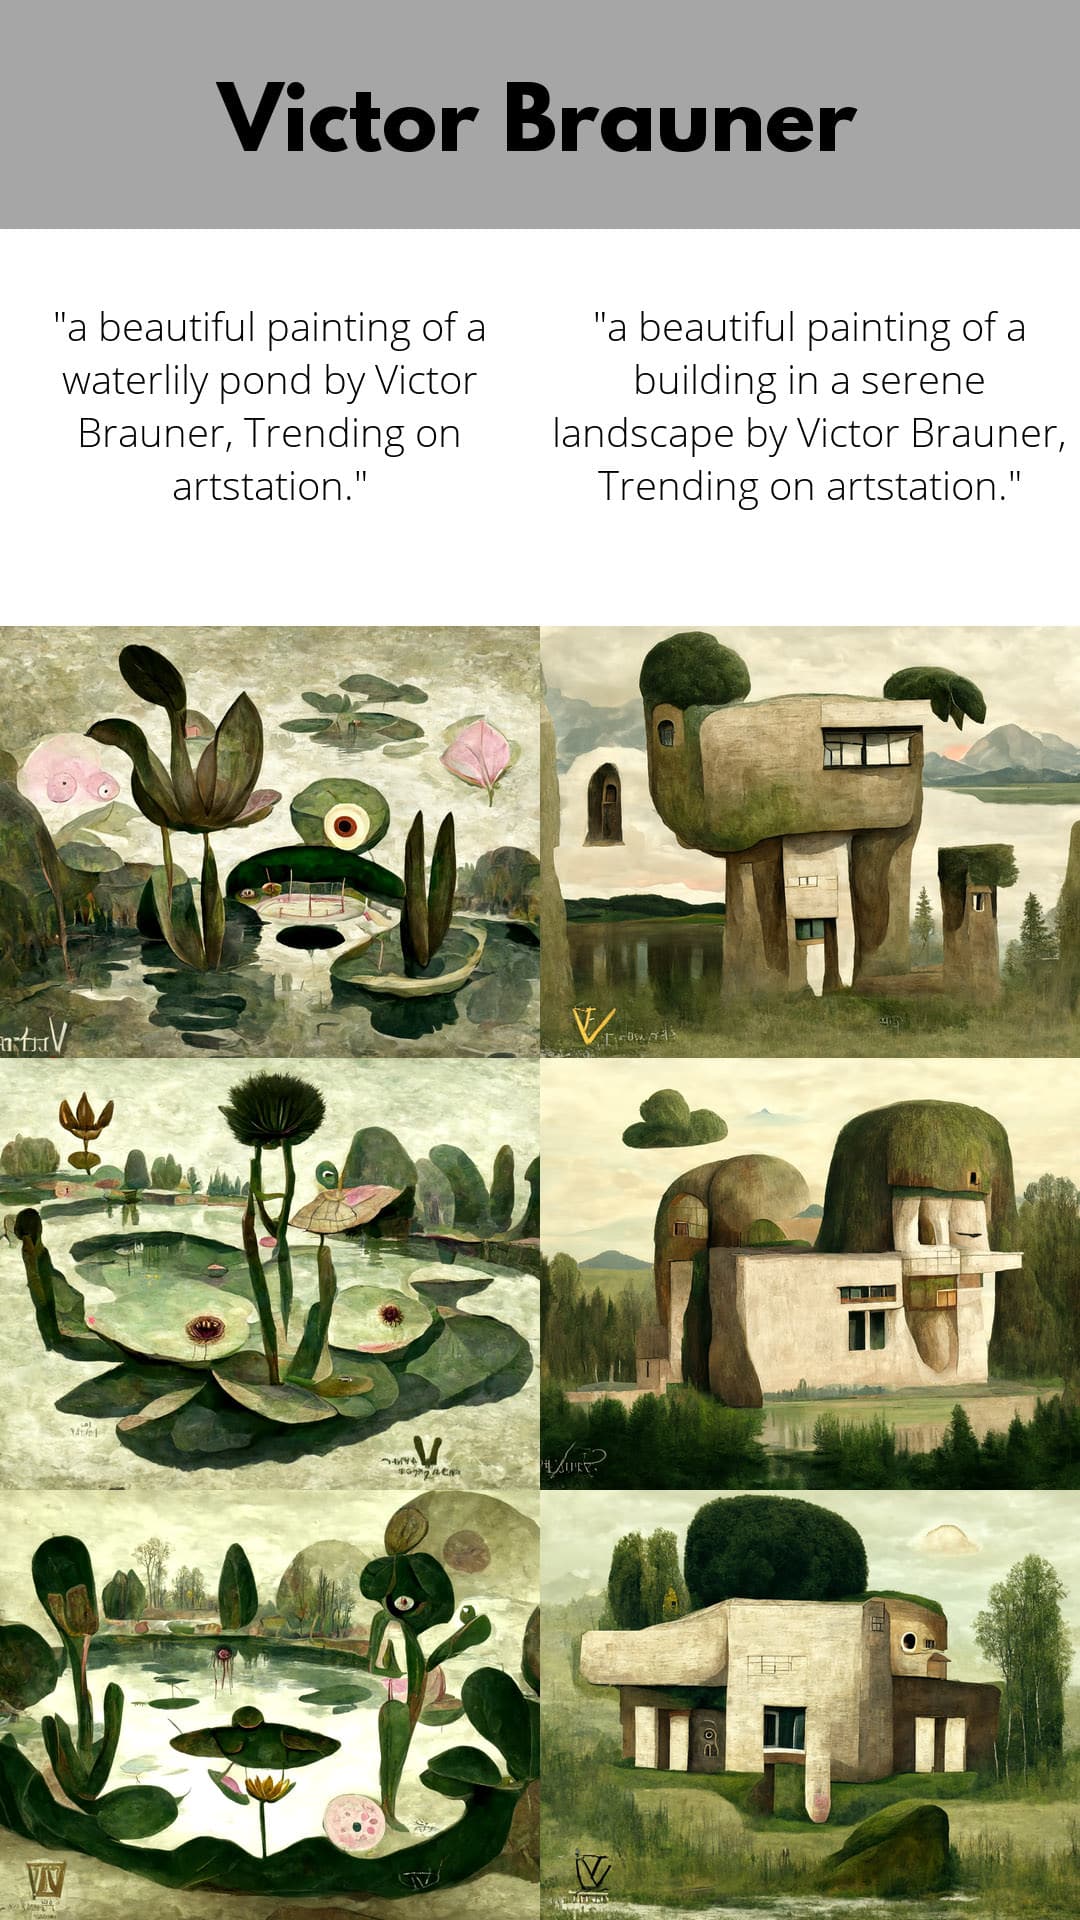 Victor Brauner
"a beautiful painting of a
waterlily pond by Victor
Brauner, Trending on
artstation."
"a beautiful painting of a
building in a serene
landscape by Victor Brauner,
Trending on artstation."